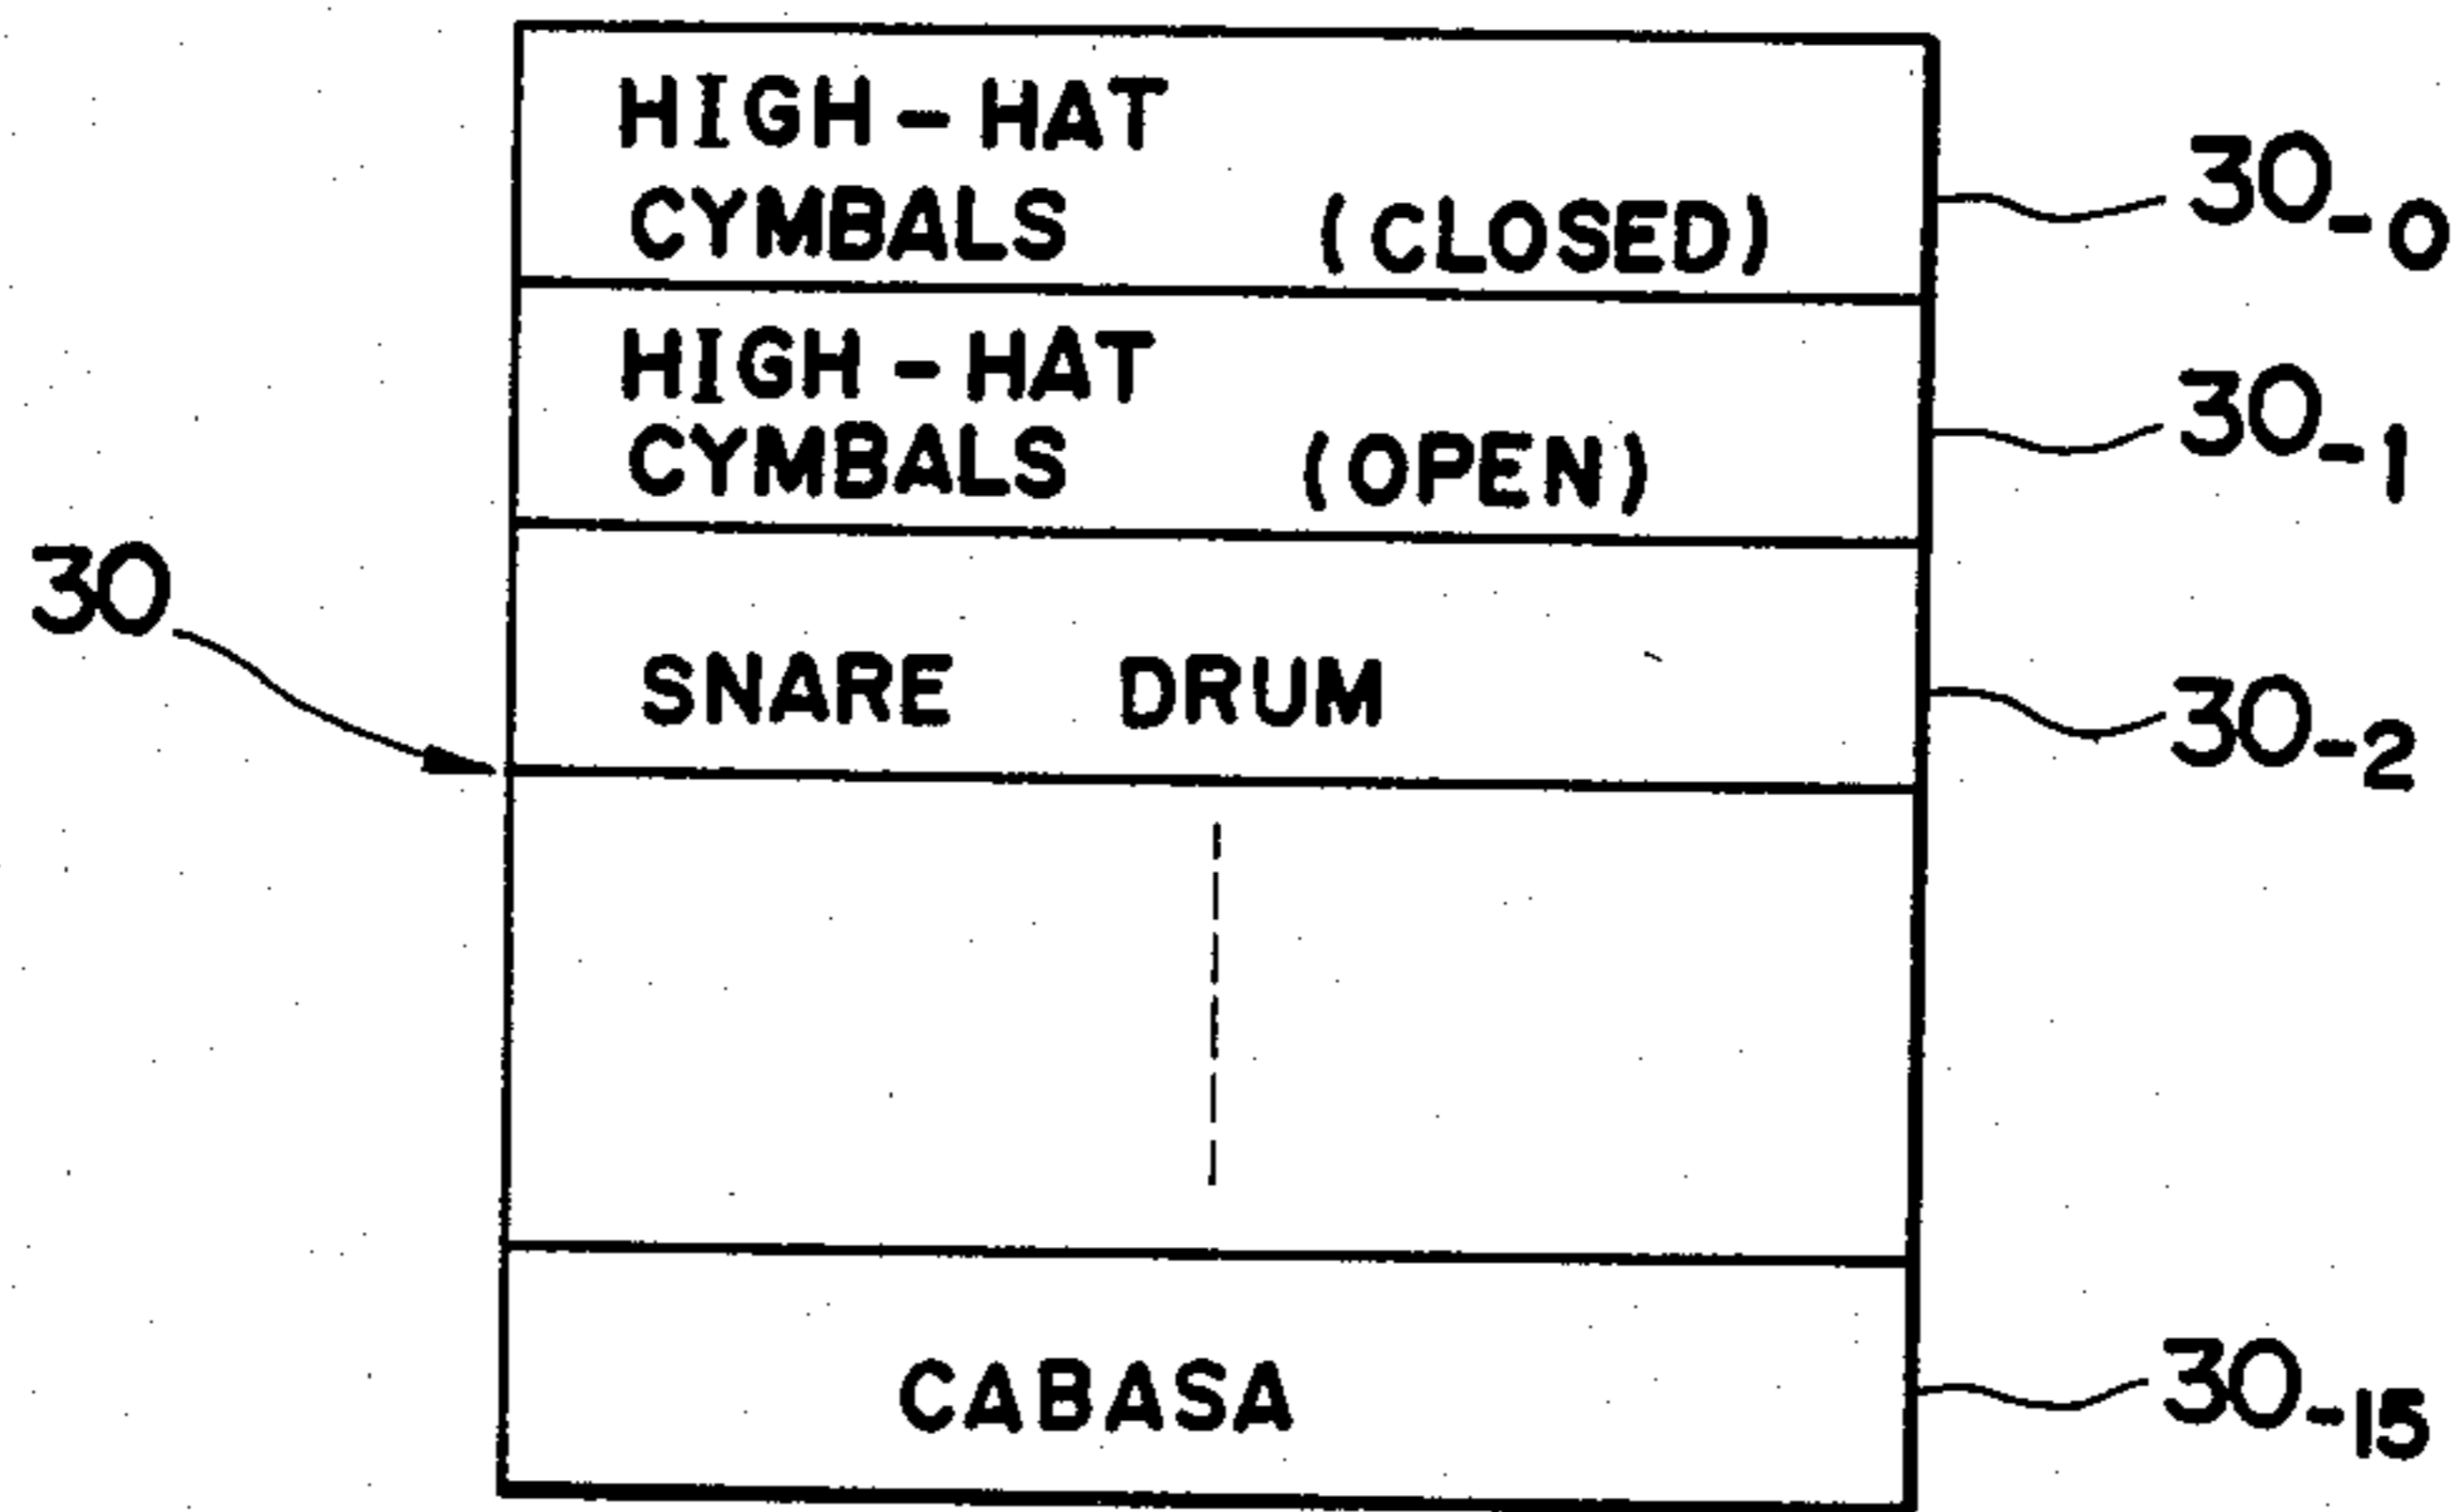 HIGH-HAT
CYMBALS (CLOSED)
30-0
HIGH-HAT
CYMBALS (OPEN)
30-1
30
SNARE DRUM
30-2
CABASA
30-15